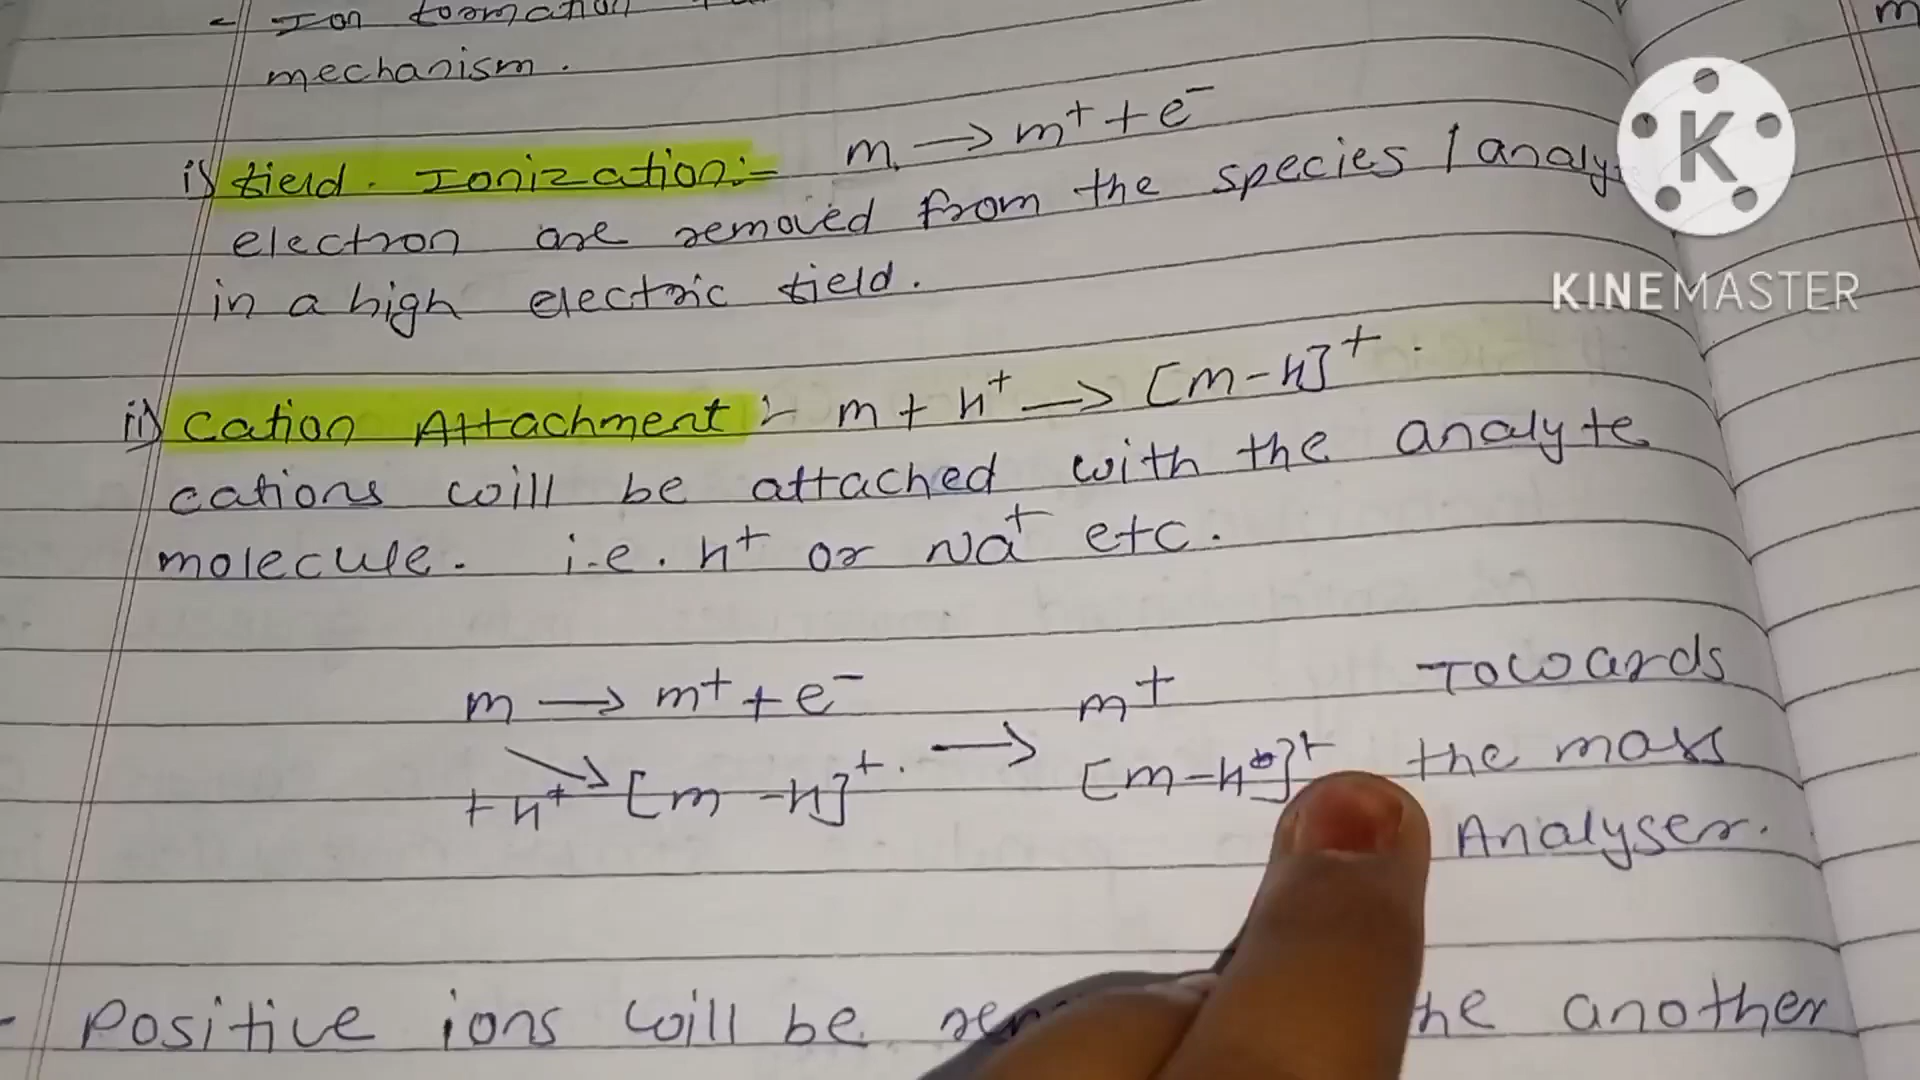 - Ion formation
mechanism.
i) field. Ionization:- m → m⁺ + e⁻
electron are removed from the species / analy
in a high electric field.
ii) Cation Attachment :- m + H⁺ → [m-H]⁺.
cations will be attached with the analyte
molecule. i.e. H⁺ or Na⁺ etc.
m → m⁺ + e⁻ m⁺ Towards
+ H⁺ → [m-H]⁺. → [m-H]⁺ the mass
Analyser.
- Positive ions will be the another
m
K
KINEMASTER